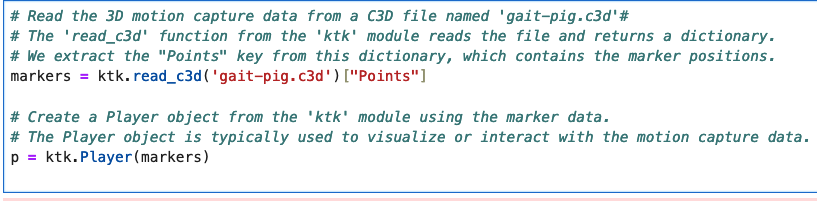 # Read the 3D motion capture data from a C3D file named 'gait-pig.c3d'#
# The 'read_c3d' function from the 'ktk' module reads the file and returns a dictionary.
# We extract the "Points" key from this dictionary, which contains the marker positions.
markers = ktk.read_c3d('gait-pig.c3d')["Points"]
# Create a Player object from the 'ktk' module using the marker data.
# The Player object is typically used to visualize or interact with the motion capture data.
p = ktk.Player(markers)